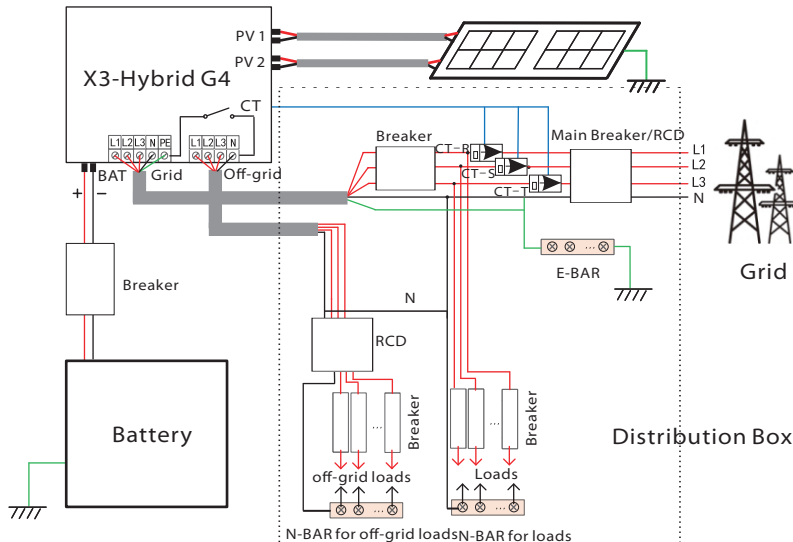 PV 1
X3-Hybrid G4
PV 2
CT
L1 L2 L3 N PE
L1 L2 L3 N
BAT
Grid
Off-grid
+
−
Breaker
CT-R
CT-S
CT-T
Main Breaker/RCD
L1
L2
L3
N
Grid
E-BAR
Breaker
N
RCD
Battery
...
Breaker
...
Breaker
Distribution Box
off-grid loads
Loads
...
...
N-BAR for off-grid loads
N-BAR for loads